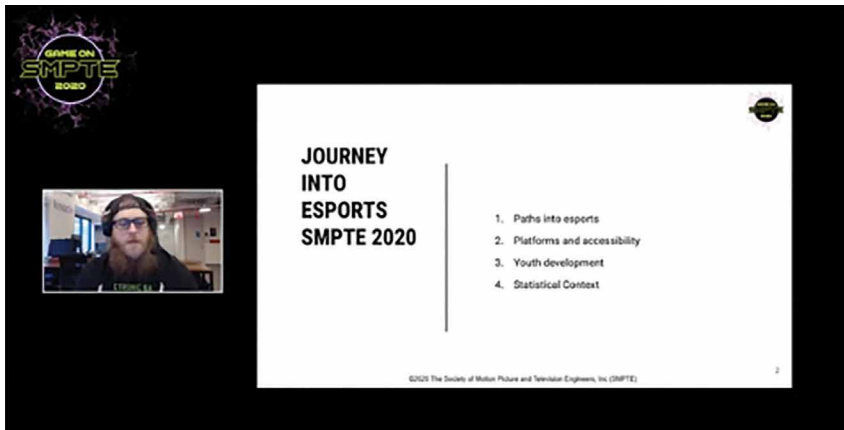 GAME ON
SMPTE
2020
JOURNEY
INTO
ESPORTS
SMPTE 2020
1. Paths into esports
2. Platforms and accessibility
3. Youth development
4. Statistical Context
2
©2020 The Society of Motion Picture and Television Engineers, Inc (SMPTE)